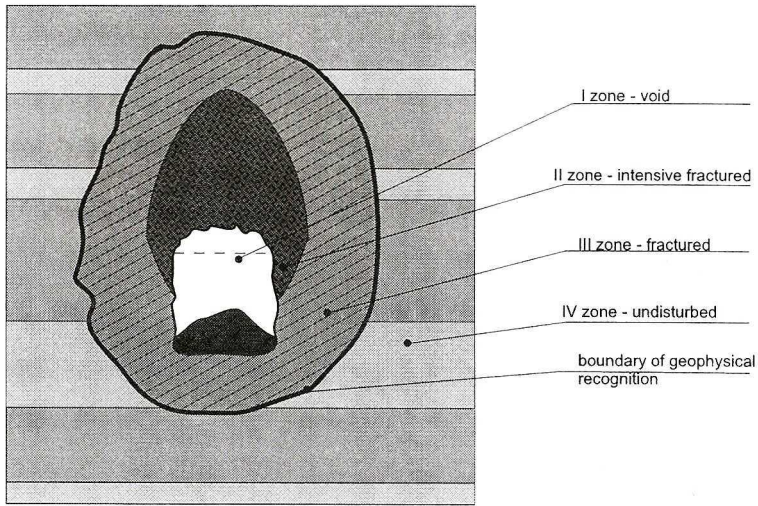 I zone - void
II zone - intensive fractured
III zone - fractured
IV zone - undisturbed
boundary of geophysical
recognition